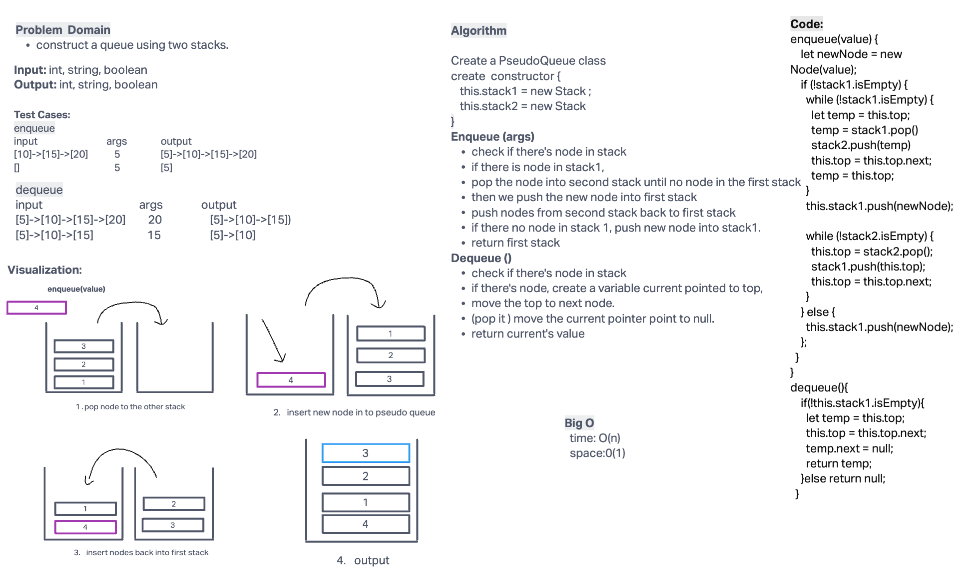 Problem Domain
• construct a queue using two stacks.
Input: int, string, boolean
Output: int, string, boolean
Test Cases:
enqueue
input args output
[10]->[15]->[20] 5 [5]->[10]->[15]->[20]
[] 5 [5]
dequeue
input args output
[5]->[10]->[15]->[20] 20 [5]->[10]->[15])
[5]->[10]->[15] 15 [5]->[10]
Visualization:
enqueue(value)
4
3
2
1
1. pop node to the other stack
4
1
2
3
2. insert new node in to pseudo queue
1
4
2
3
3. insert nodes back into first stack
3
2
1
4
4. output
Algorithm
Create a PseudoQueue class
create constructor {
this.stack1 = new Stack ;
this.stack2 = new Stack
}
Enqueue (args)
• check if there's node in stack
• if there is node in stack1,
• pop the node into second stack until no node in the first stack
• then we push the new node into first stack
• push nodes from second stack back to first stack
• if there no node in stack 1, push new node into stack1.
• return first stack
Dequeue ()
• check if there's node in stack
• if there's node, create a variable current pointed to top,
• move the top to next node.
• (pop it ) move the current pointer point to null.
• return current's value
Big O
time: O(n)
space:0(1)
Code:
enqueue(value) {
let newNode = new
Node(value);
if (!stack1.isEmpty) {
while (!stack1.isEmpty) {
let temp = this.top;
temp = stack1.pop()
stack2.push(temp)
this.top = this.top.next;
temp = this.top;
}
this.stack1.push(newNode);
while (!stack2.isEmpty) {
this.top = stack2.pop();
stack1.push(this.top);
this.top = this.top.next;
}
} else {
this.stack1.push(newNode);
};
}
}
dequeue(){
if(!this.stack1.isEmpty){
let temp = this.top;
this.top = this.top.next;
temp.next = null;
return temp;
}else return null;
}